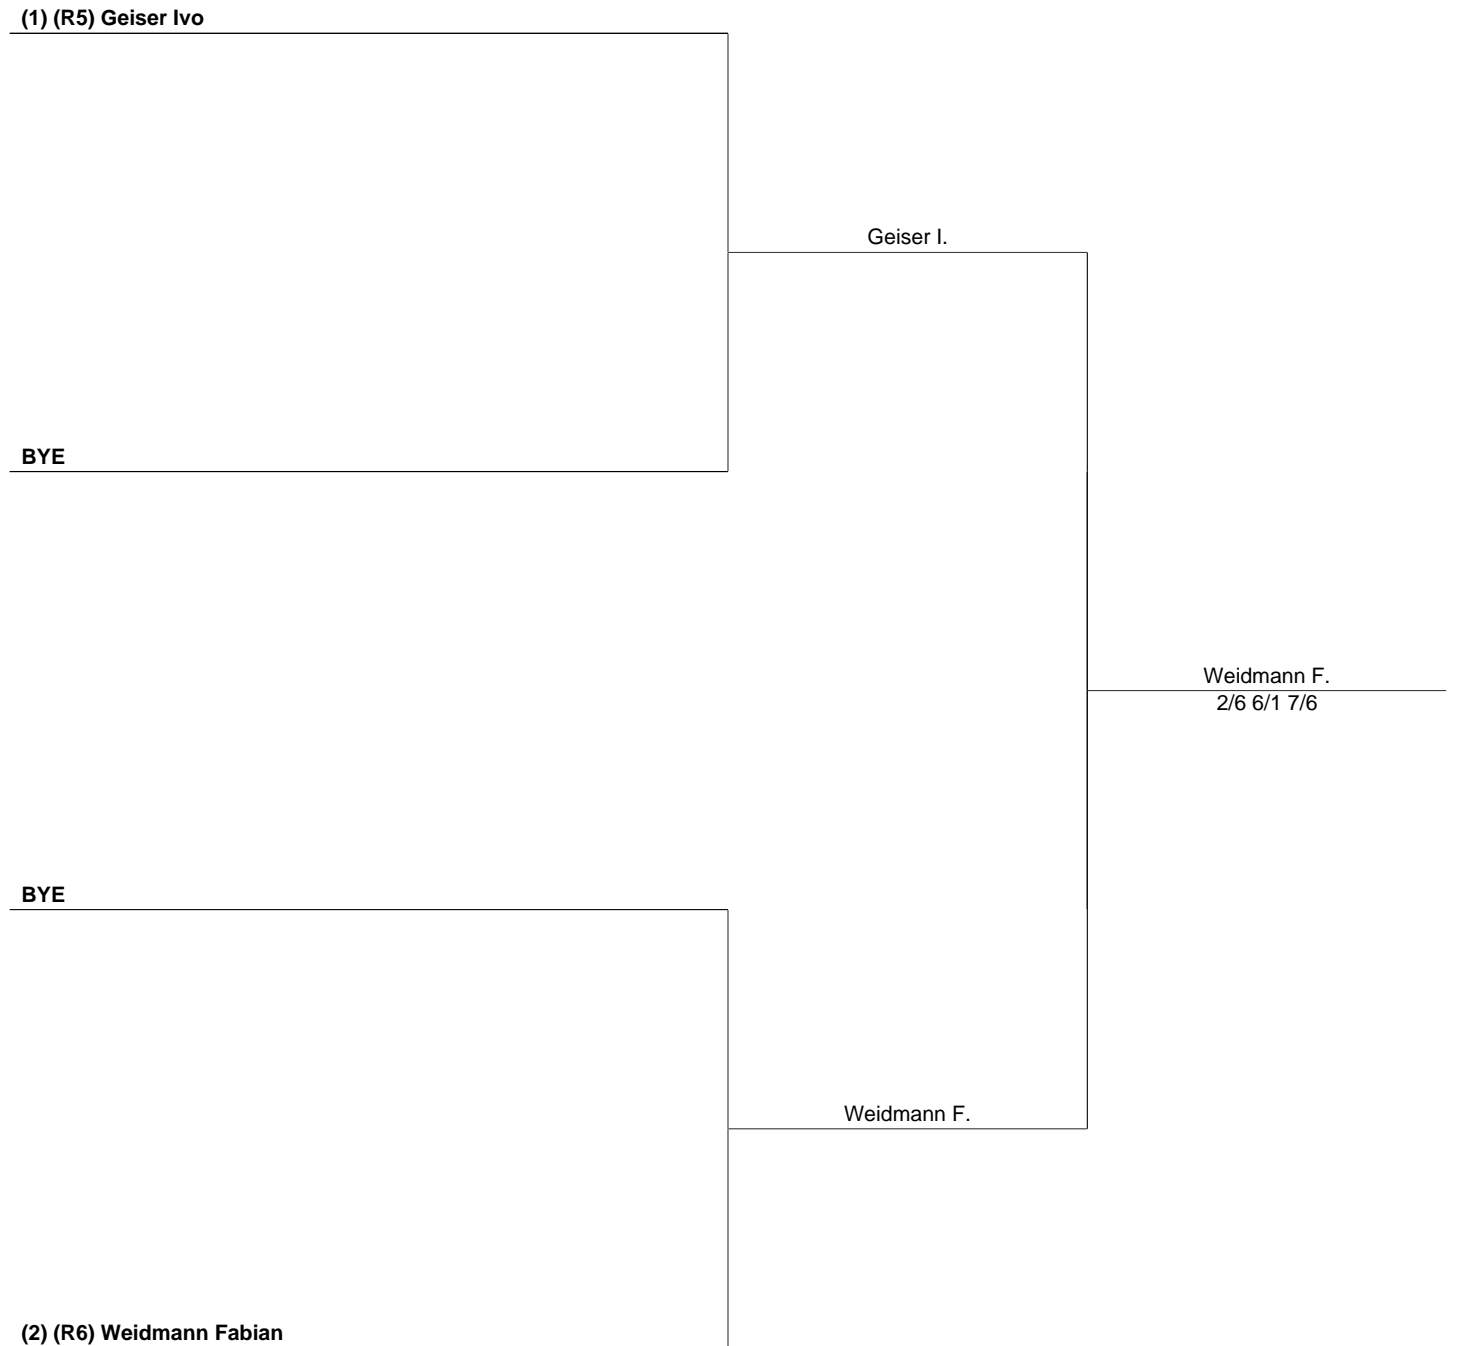 (1) (R5) Geiser Ivo
Geiser I.
BYE
Weidmann F.
2/6 6/1 7/6
BYE
Weidmann F.
(2) (R6) Weidmann Fabian